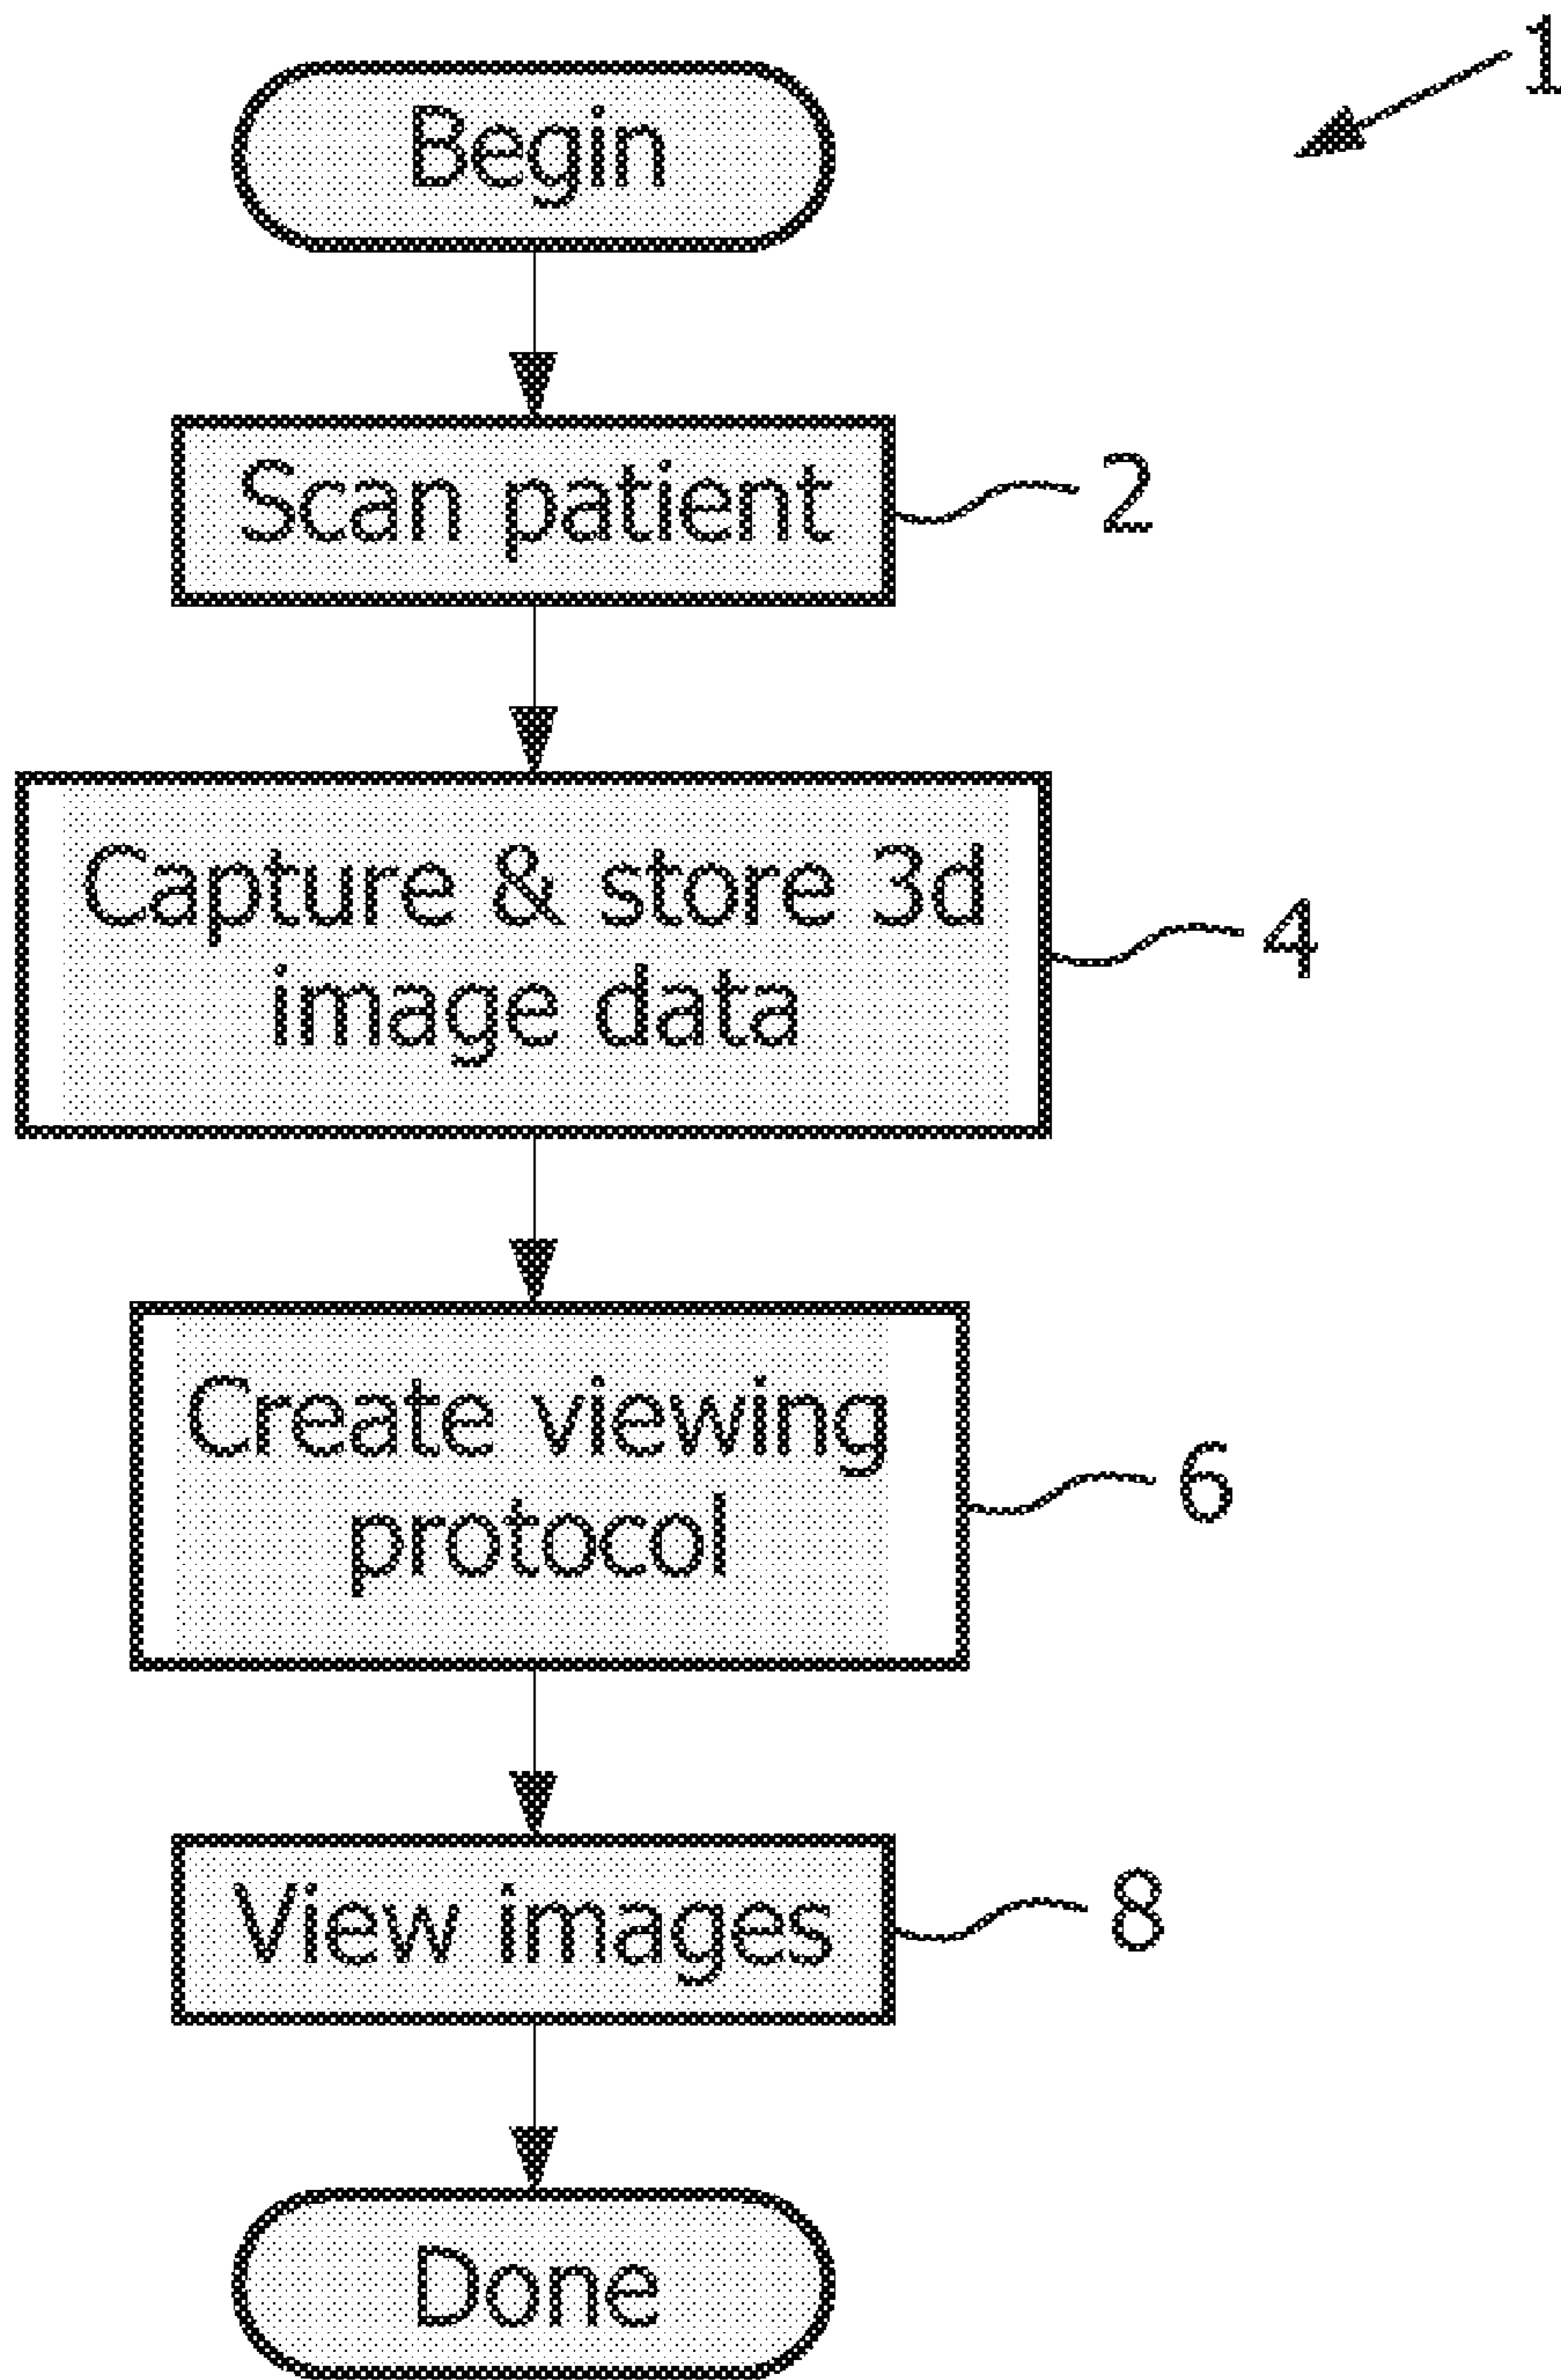 1
Begin
Scan patient
2
Capture & store 3d
image data
4
Create viewing
protocol
6
View images
8
Done